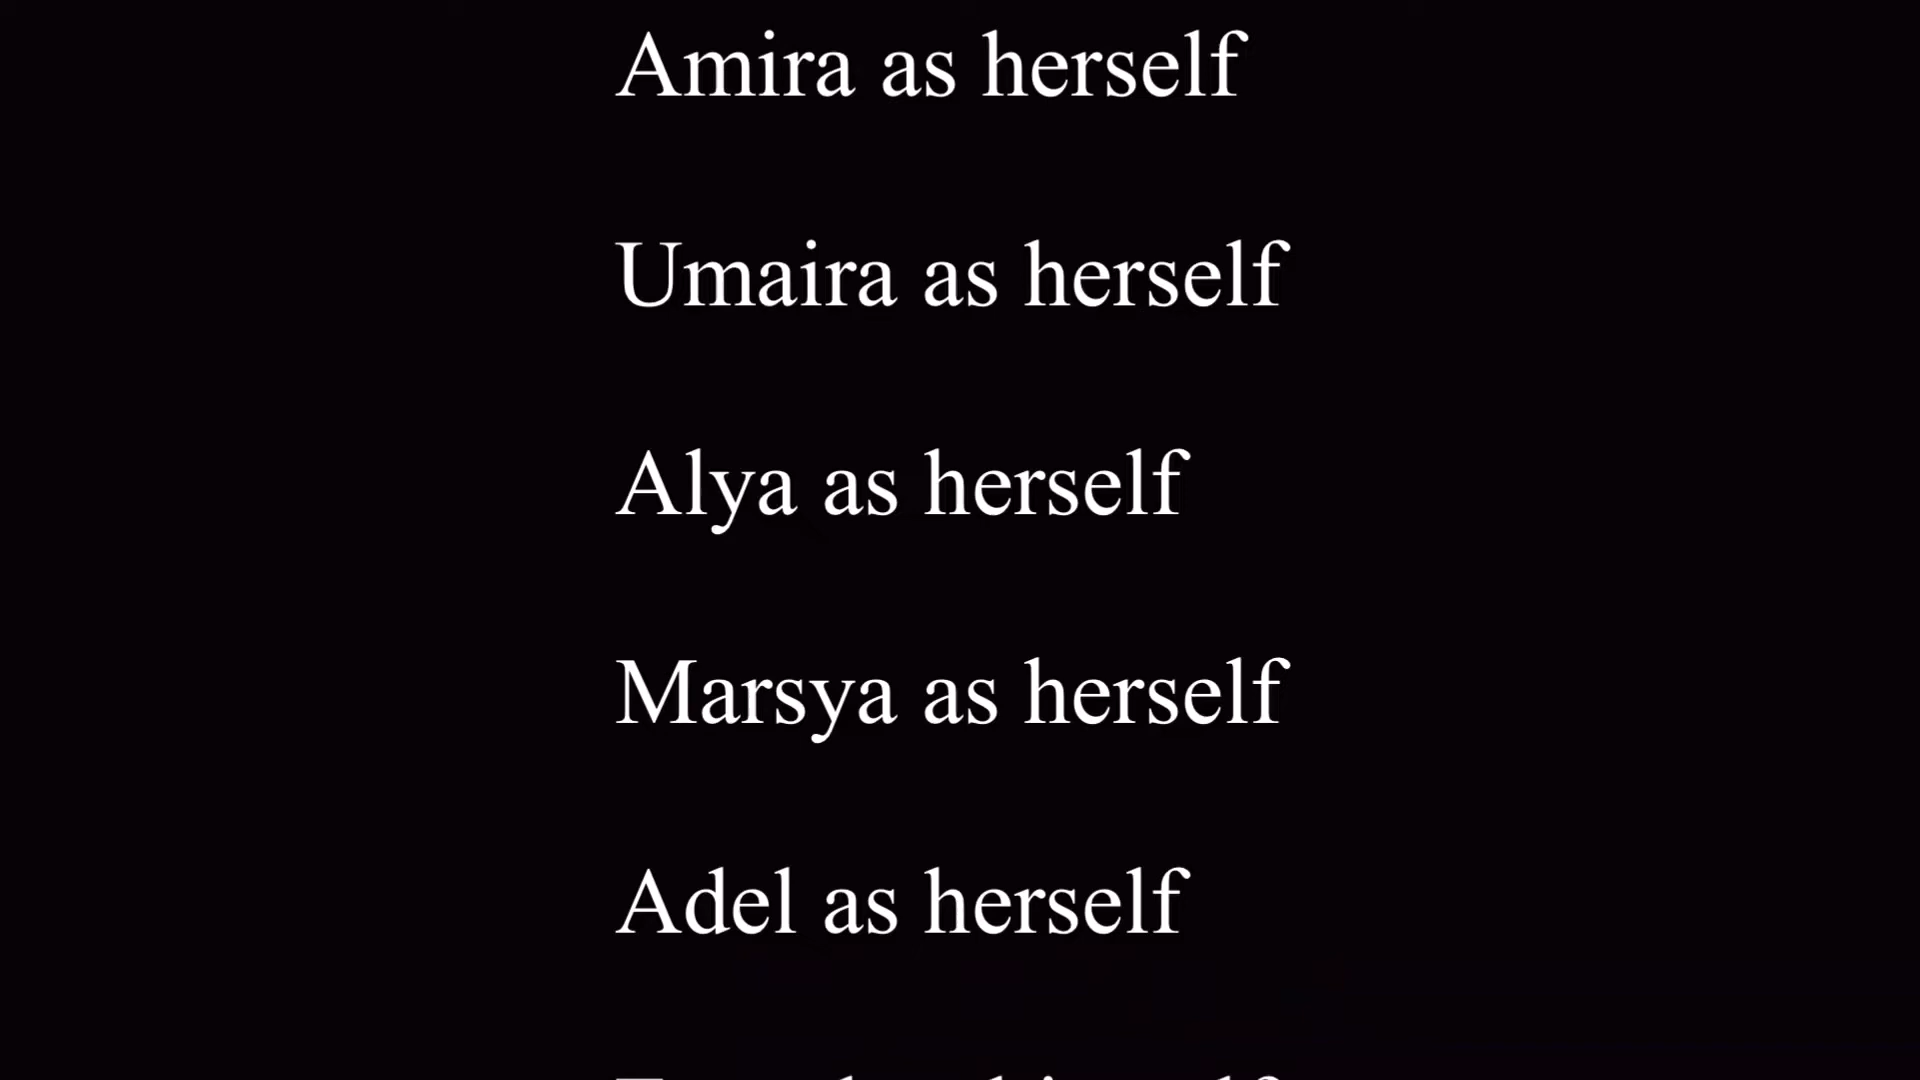 Amira as herself
Umaira as herself
Alya as herself
Marsya as herself
Adel as herself